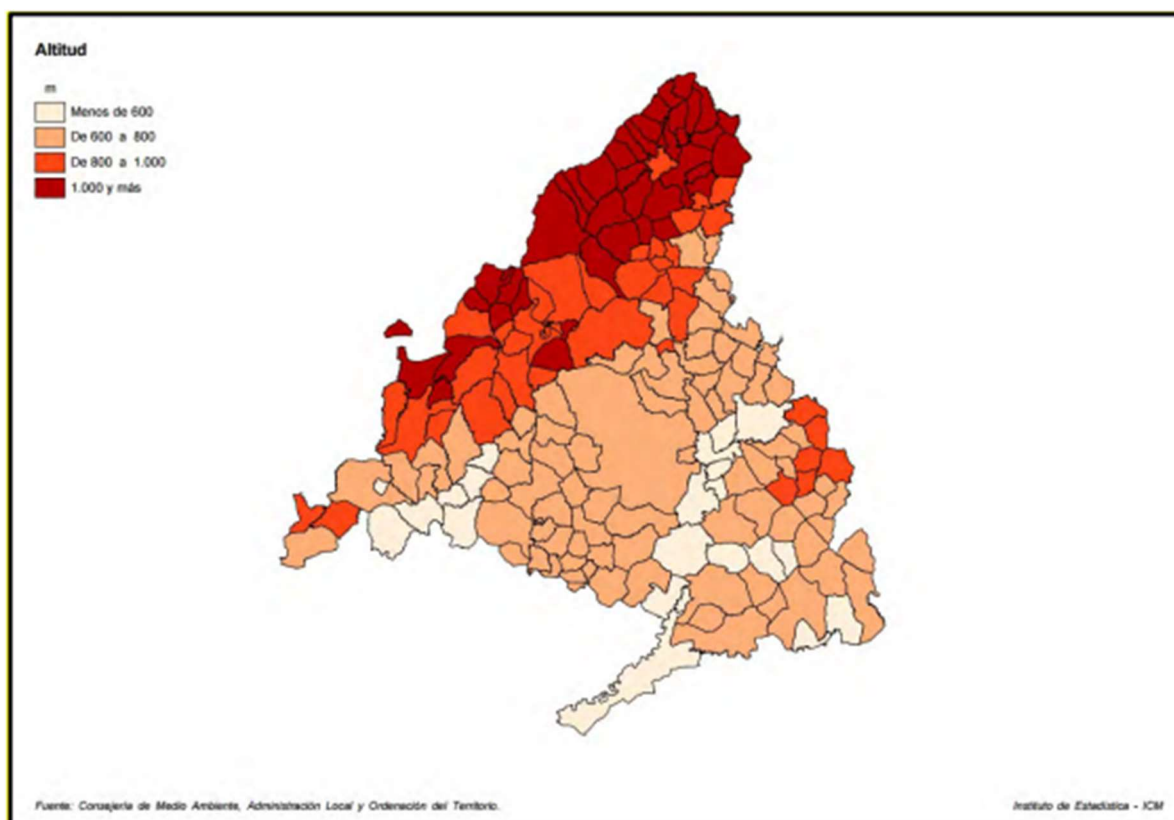 Altitud
m
Menos de 600
De 600 a 800
De 800 a 1.000
1.000 y más
Fuente: Consejería de Medio Ambiente, Administración Local y Ordenación del Territorio.
Instituto de Estadística - ICM